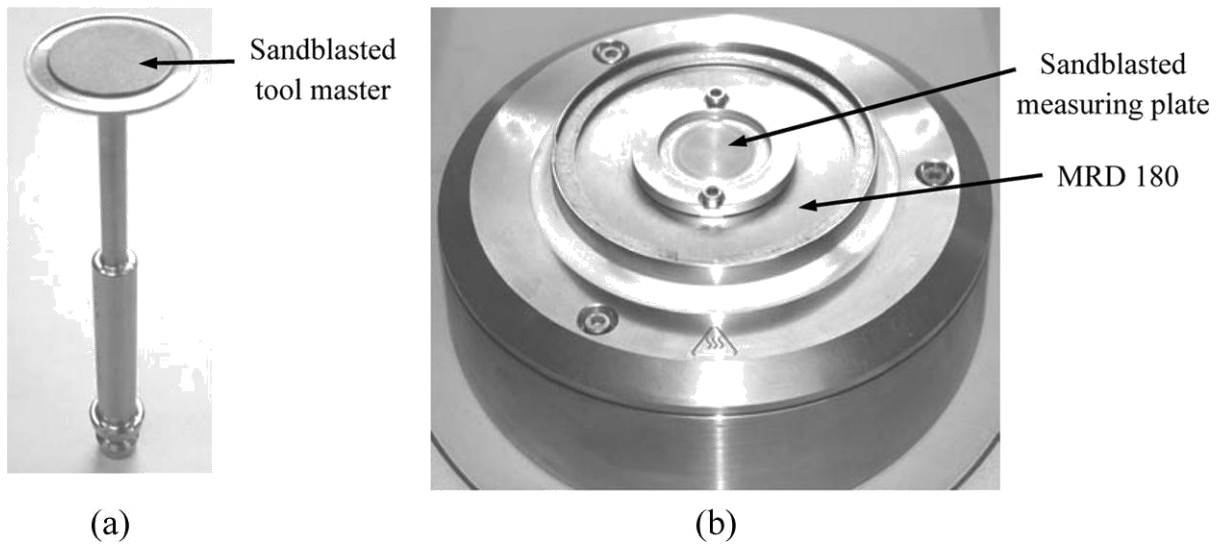 Sandblasted
tool master
Sandblasted
measuring plate
MRD 180
(a)
(b)